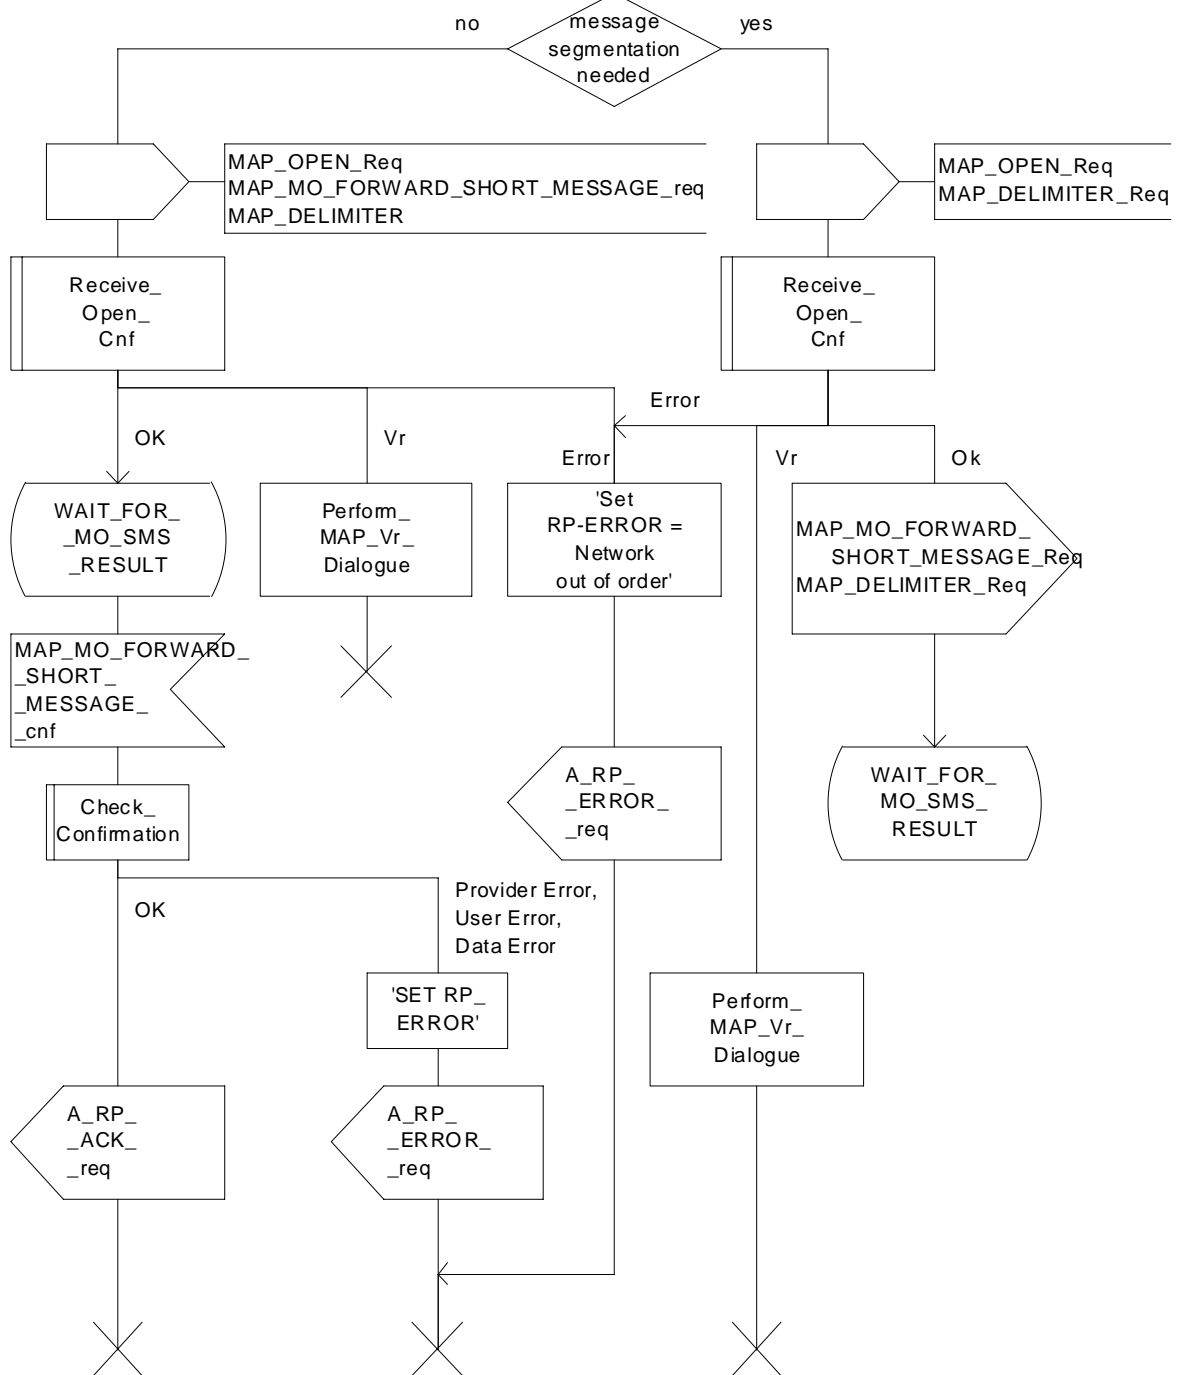 no
message
segmentation
needed
yes
MAP_OPEN_Req
MAP_MO_FORWARD_SHORT_MESSAGE_req
MAP_DELIMITER
MAP_OPEN_Req
MAP_DELIMITER_Req
Receive_
Open_
Cnf
Receive_
Open_
Cnf
Error
OK
Vr
Error
Vr
Ok
WAIT_FOR_
_MO_SMS
_RESULT
Perform_
MAP_Vr_
Dialogue
'Set
RP-ERROR =
Network
out of order'
MAP_MO_FORWARD_
SHORT_MESSAGE_Req
MAP_DELIMITER_Req
MAP_MO_FORWARD_
_SHORT_
_MESSAGE_
_cnf
A_RP_
_ERROR_
_req
WAIT_FOR_
MO_SMS_
RESULT
Check_
Confirmation
OK
Provider Error,
User Error,
Data Error
'SET RP_
ERROR'
Perform_
MAP_Vr_
Dialogue
A_RP_
_ACK_
_req
A_RP_
_ERROR_
_req